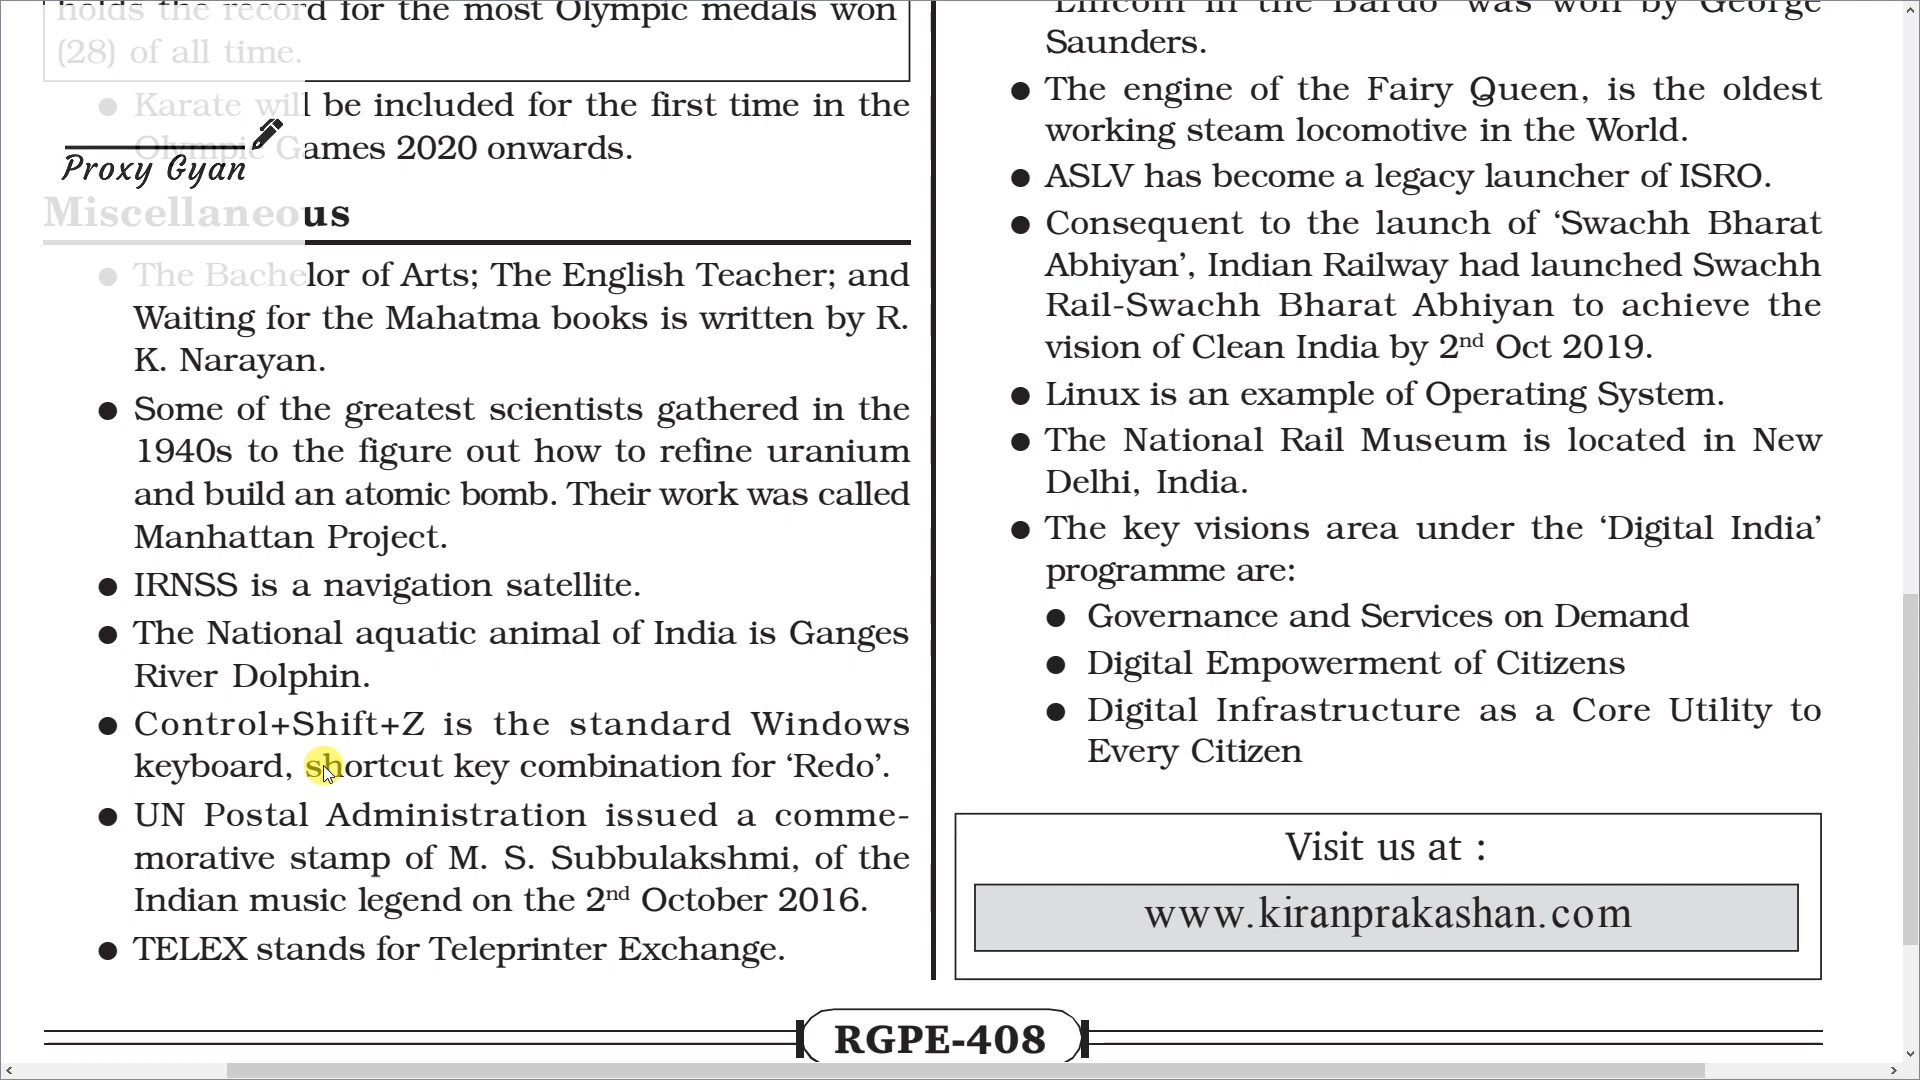 holds the record for the most Olympic medals won
(28) of all time.
● Karate will be included for the first time in the
Olympic Games 2020 onwards.
Proxy Gyan
Miscellaneous
● The Bachelor of Arts; The English Teacher; and
Waiting for the Mahatma books is written by R.
K. Narayan.
● Some of the greatest scientists gathered in the
1940s to the figure out how to refine uranium
and build an atomic bomb. Their work was called
Manhattan Project.
● IRNSS is a navigation satellite.
● The National aquatic animal of India is Ganges
River Dolphin.
● Control+Shift+Z is the standard Windows
keyboard, shortcut key combination for ‘Redo’.
● UN Postal Administration issued a comme-
morative stamp of M. S. Subbulakshmi, of the
Indian music legend on the 2nd October 2016.
● TELEX stands for Teleprinter Exchange.
‘Lincoln in the Bardo’ was won by George
Saunders.
● The engine of the Fairy Queen, is the oldest
working steam locomotive in the World.
● ASLV has become a legacy launcher of ISRO.
● Consequent to the launch of ‘Swachh Bharat
Abhiyan’, Indian Railway had launched Swachh
Rail-Swachh Bharat Abhiyan to achieve the
vision of Clean India by 2nd Oct 2019.
● Linux is an example of Operating System.
● The National Rail Museum is located in New
Delhi, India.
● The key visions area under the ‘Digital India’
programme are:
● Governance and Services on Demand
● Digital Empowerment of Citizens
● Digital Infrastructure as a Core Utility to
Every Citizen
Visit us at :
www.kiranprakashan.com
RGPE-408